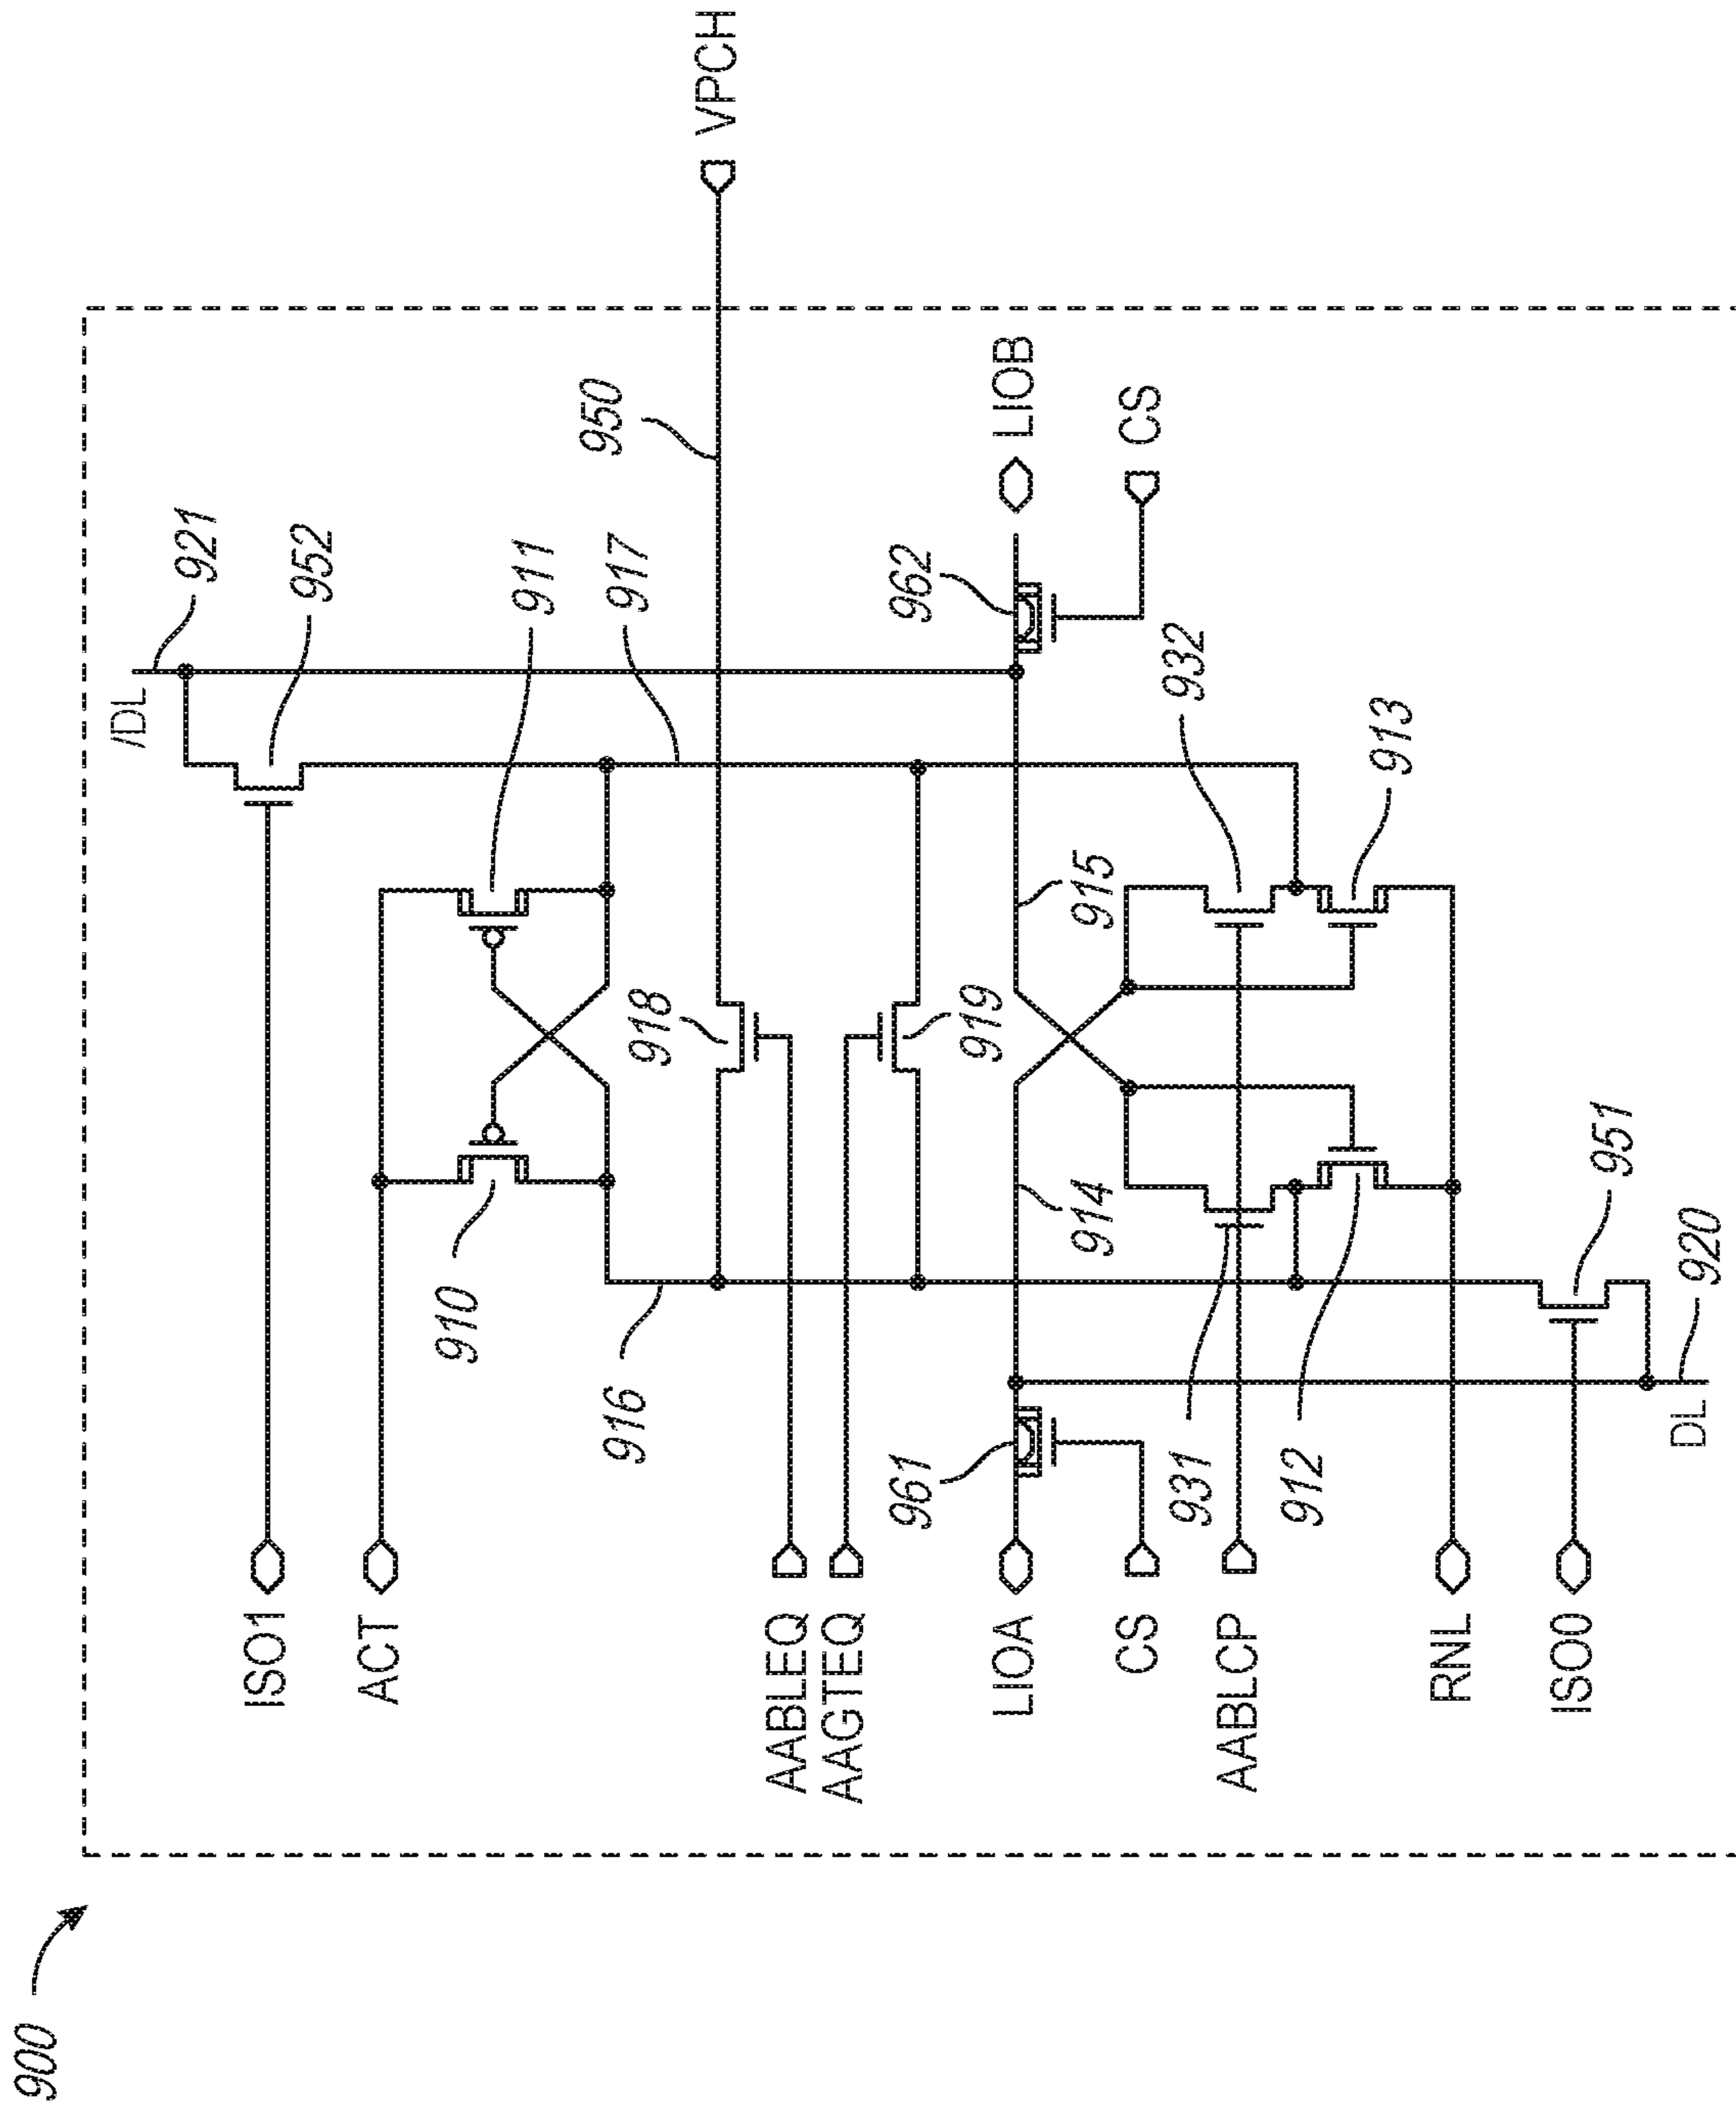 900
ISO1
ACT
AABLEQ
AAGTEQ
LIOA
CS
AABLCP
RNL
ISO0
VPCH
LIOB
CS
/DL
921
952
911
917
950
910
916
918
919
962
915
914
932
913
961
931
912
951
920
DL